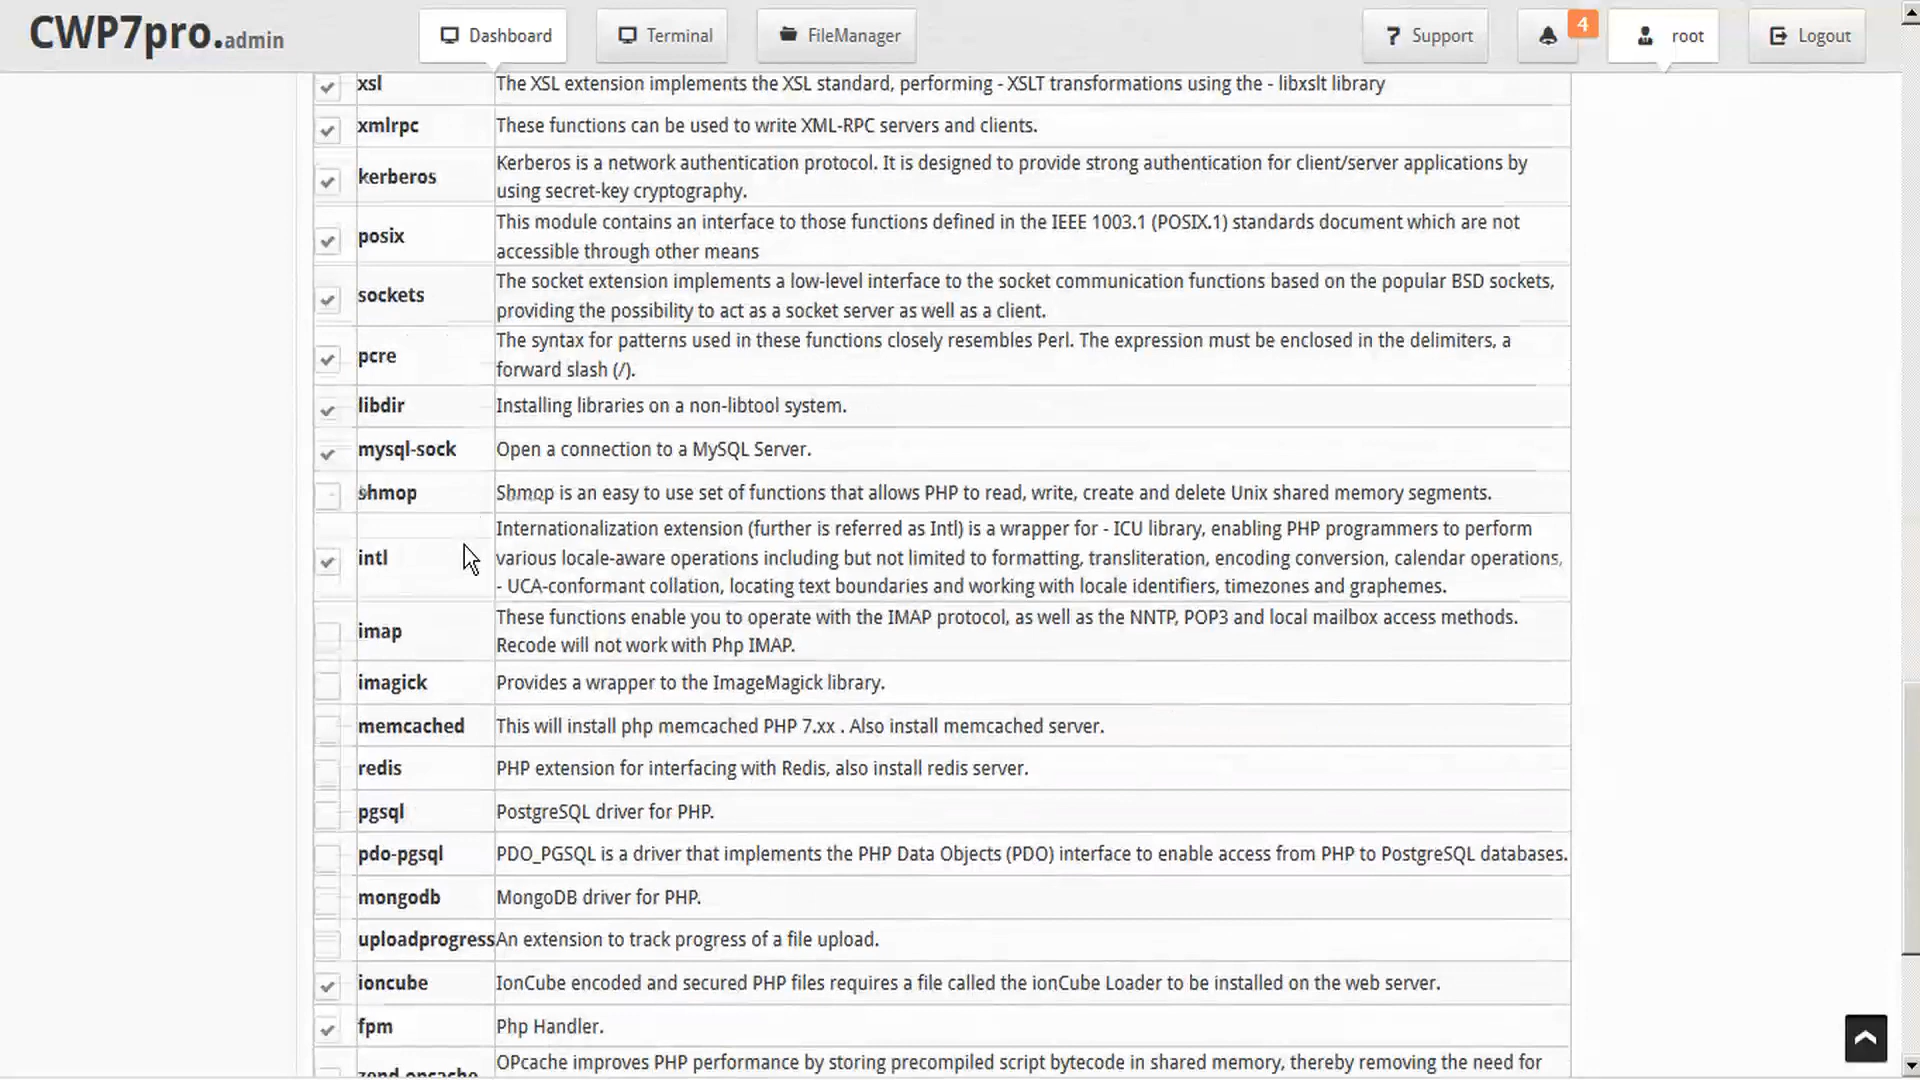 CWP7pro.admin
Dashboard
Terminal
FileManager
Support
4
root
Logout
xsl
The XSL extension implements the XSL standard, performing - XSLT transformations using the - libxslt library
xmlrpc
These functions can be used to write XML-RPC servers and clients.
kerberos
Kerberos is a network authentication protocol. It is designed to provide strong authentication for client/server applications by
using secret-key cryptography.
posix
This module contains an interface to those functions defined in the IEEE 1003.1 (POSIX.1) standards document which are not
accessible through other means
sockets
The socket extension implements a low-level interface to the socket communication functions based on the popular BSD sockets,
providing the possibility to act as a socket server as well as a client.
pcre
The syntax for patterns used in these functions closely resembles Perl. The expression must be enclosed in the delimiters, a
forward slash (/).
libdir
Installing libraries on a non-libtool system.
mysql-sock
Open a connection to a MySQL Server.
shmop
Shmop is an easy to use set of functions that allows PHP to read, write, create and delete Unix shared memory segments.
intl
Internationalization extension (further is referred as Intl) is a wrapper for - ICU library, enabling PHP programmers to perform
various locale-aware operations including but not limited to formatting, transliteration, encoding conversion, calendar operations,
- UCA-conformant collation, locating text boundaries and working with locale identifiers, timezones and graphemes.
imap
These functions enable you to operate with the IMAP protocol, as well as the NNTP, POP3 and local mailbox access methods.
Recode will not work with Php IMAP.
imagick
Provides a wrapper to the ImageMagick library.
memcached
This will install php memcached PHP 7.xx . Also install memcached server.
redis
PHP extension for interfacing with Redis, also install redis server.
pgsql
PostgreSQL driver for PHP.
pdo-pgsql
PDO_PGSQL is a driver that implements the PHP Data Objects (PDO) interface to enable access from PHP to PostgreSQL databases.
mongodb
MongoDB driver for PHP.
uploadprogress
An extension to track progress of a file upload.
ioncube
IonCube encoded and secured PHP files requires a file called the ionCube Loader to be installed on the web server.
fpm
Php Handler.
zend-opcache
OPcache improves PHP performance by storing precompiled script bytecode in shared memory, thereby removing the need for